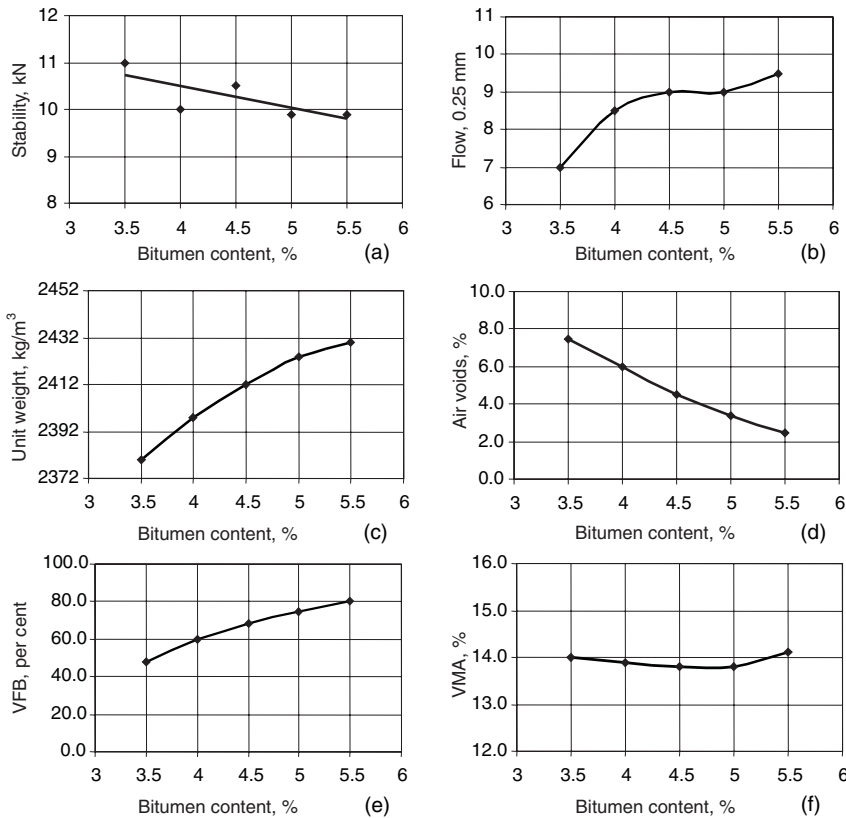 12
11
10
9
8
Stability, kN
3 3.5 4 4.5 5 5.5 6
Bitumen content, % (a)
11
10
9
8
7
6
Flow, 0.25 mm
3 3.5 4 4.5 5 5.5 6
Bitumen content, % (b)
2452
2432
2412
2392
2372
Unit weight, kg/m³
3 3.5 4 4.5 5 5.5 6
Bitumen content, % (c)
10.0
8.0
6.0
4.0
2.0
0.0
Air voids, %
3 3.5 4 4.5 5 5.5 6
Bitumen content, % (d)
100.0
80.0
60.0
40.0
20.0
0.0
VFB, per cent
3 3.5 4 4.5 5 5.5 6
Bitumen content, % (e)
16.0
15.0
14.0
13.0
12.0
VMA, %
3 3.5 4 4.5 5 5.5 6
Bitumen content, % (f)